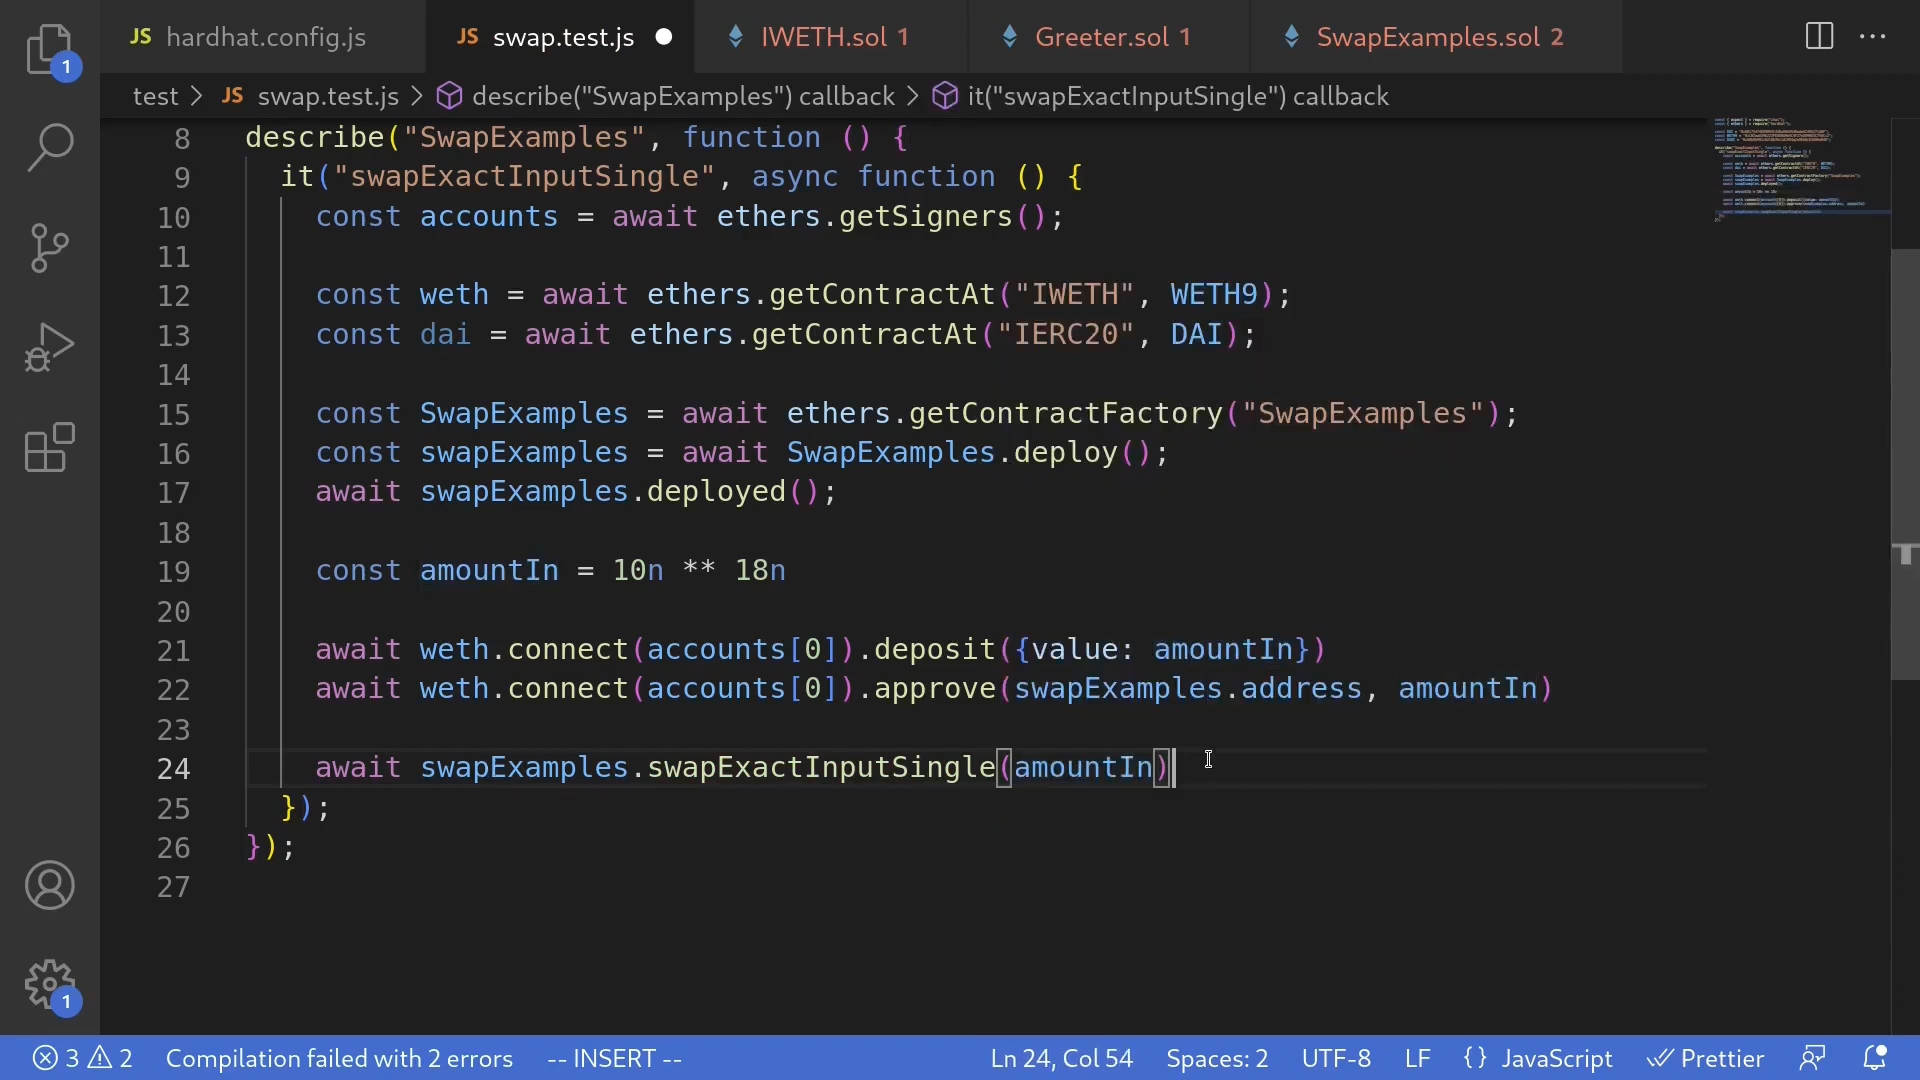 JS hardhat.config.js JS swap.test.js IWETH.sol 1 Greeter.sol 1 SwapExamples.sol 2
test > JS swap.test.js > describe("SwapExamples") callback > it("swapExactInputSingle") callback
8 describe("SwapExamples", function () {
9 it("swapExactInputSingle", async function () {
10 const accounts = await ethers.getSigners();
11
12 const weth = await ethers.getContractAt("IWETH", WETH9);
13 const dai = await ethers.getContractAt("IERC20", DAI);
14
15 const SwapExamples = await ethers.getContractFactory("SwapExamples");
16 const swapExamples = await SwapExamples.deploy();
17 await swapExamples.deployed();
18
19 const amountIn = 10n ** 18n
20
21 await weth.connect(accounts[0]).deposit({value: amountIn})
22 await weth.connect(accounts[0]).approve(swapExamples.address, amountIn)
23
24 await swapExamples.swapExactInputSingle(amountIn)
25 });
26 });
27
1
1
3 2 Compilation failed with 2 errors -- INSERT -- Ln 24, Col 54 Spaces: 2 UTF-8 LF {} JavaScript Prettier